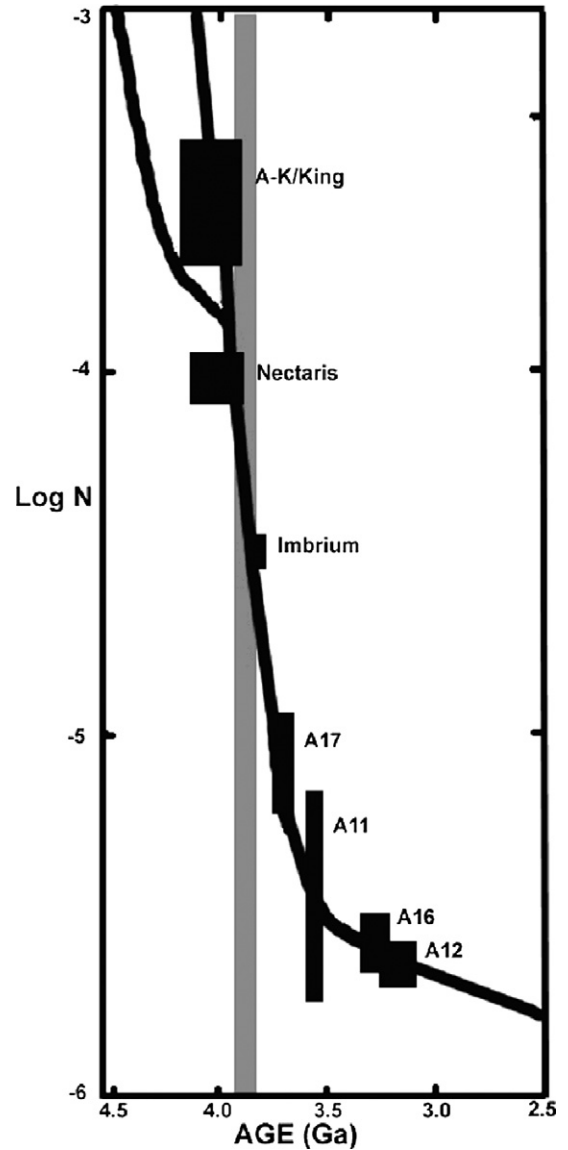 -3
A-K/King
-4
Nectaris
Log N
Imbrium
-5
A17
A11
A16
A12
-6
4.5 4.0 3.5 3.0 2.5
AGE (Ga)